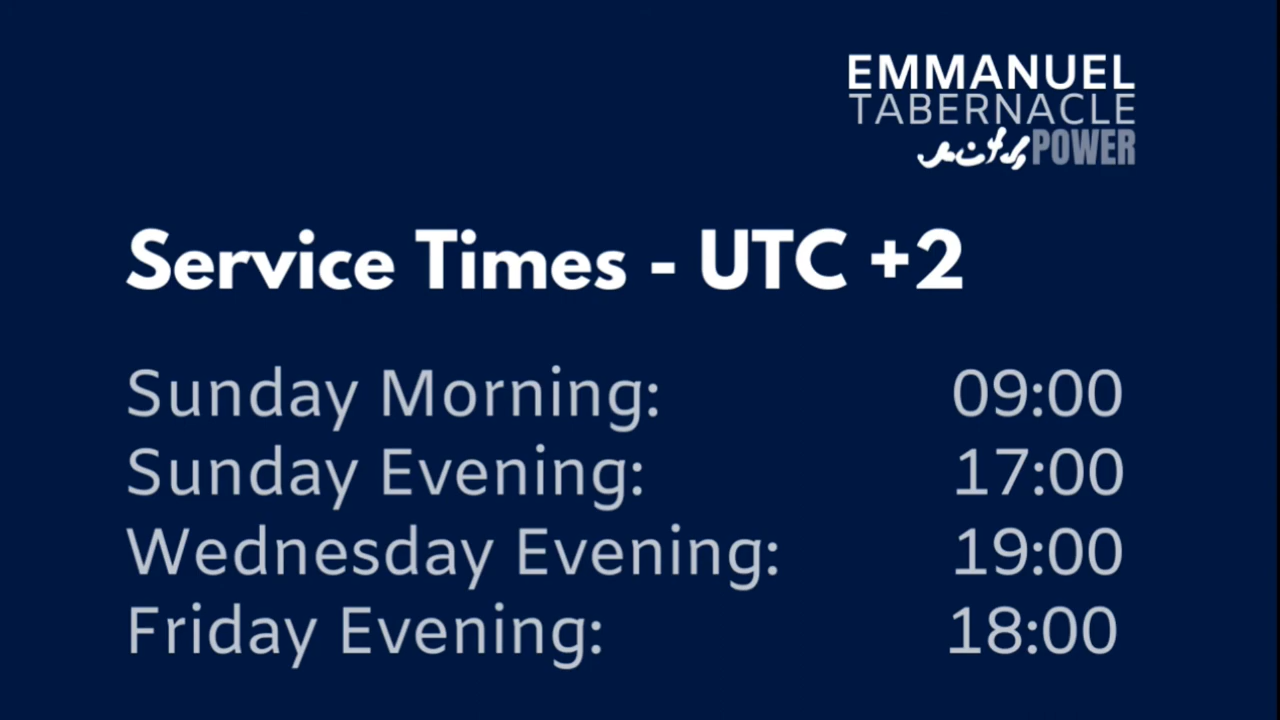 EMMANUEL
TABERNACLE
POWER
Service Times - UTC +2
Sunday Morning: 09:00
Sunday Evening: 17:00
Wednesday Evening: 19:00
Friday Evening: 18:00